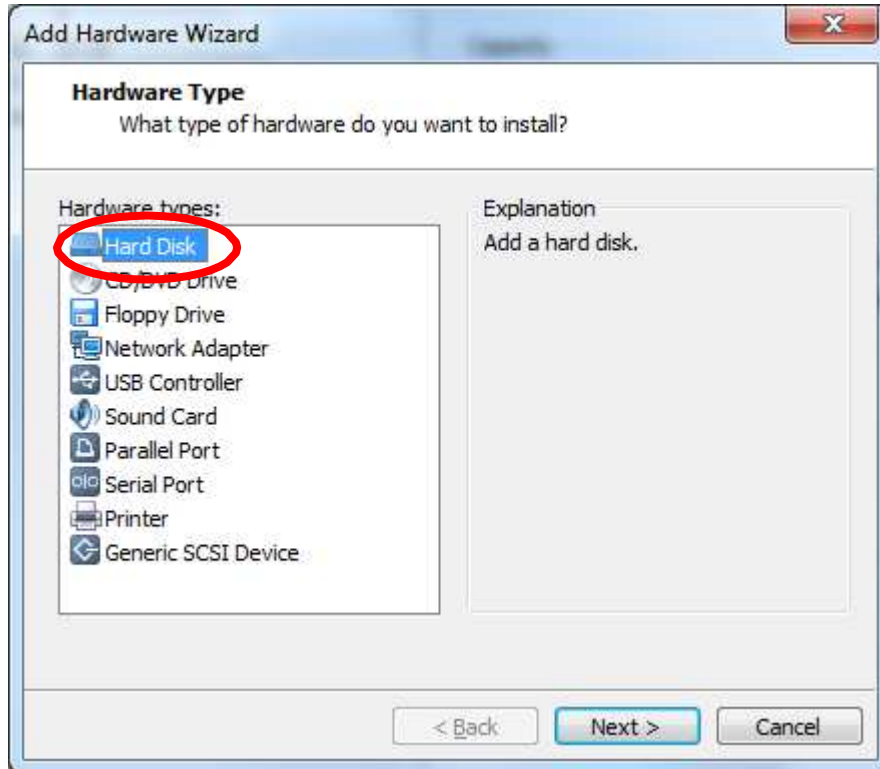 Add Hardware Wizard
Hardware Type
What type of hardware do you want to install?
Hardware types:
Hard Disk
CD/DVD Drive
Floppy Drive
Network Adapter
USB Controller
Sound Card
Parallel Port
Serial Port
Printer
Generic SCSI Device
Explanation
Add a hard disk.
< Back
Next >
Cancel